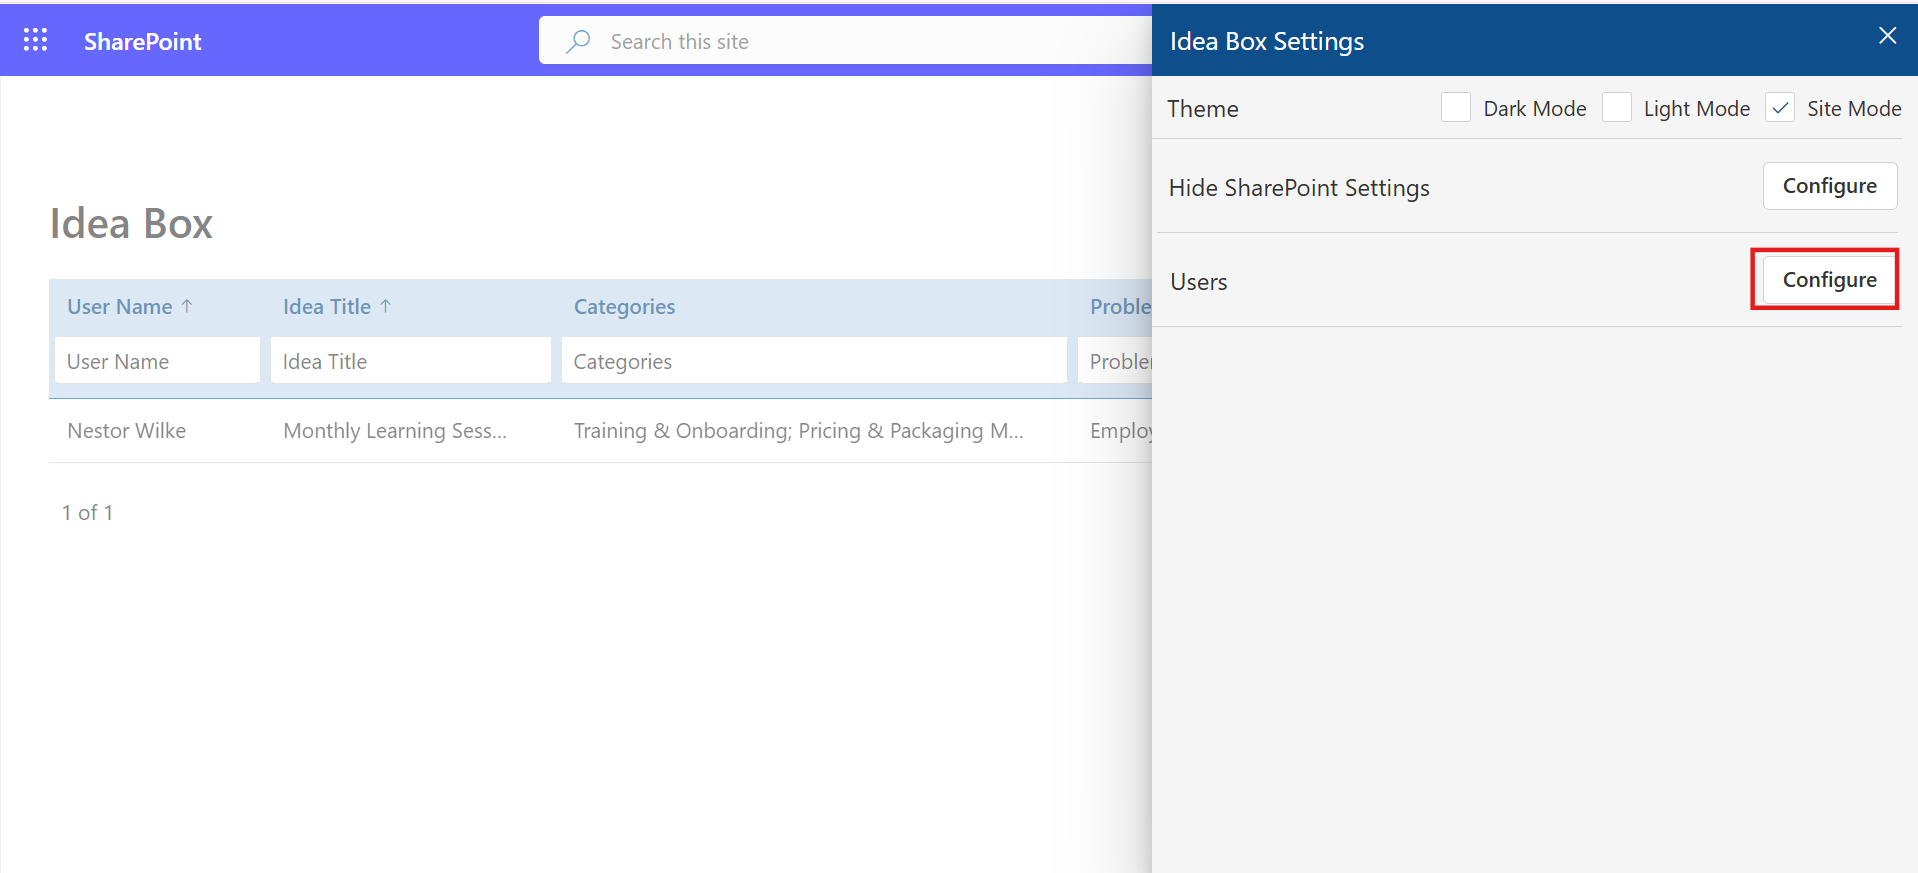 SharePoint
Search this site
Idea Box Settings
Theme
Dark Mode
Light Mode
Site Mode
Hide SharePoint Settings
Configure
Users
Configure
Idea Box
User Name ↑ Idea Title ↑ Categories Proble
User Name Idea Title Categories Proble
Nestor Wilke Monthly Learning Sess... Training & Onboarding; Pricing & Packaging M... Employ
1 of 1